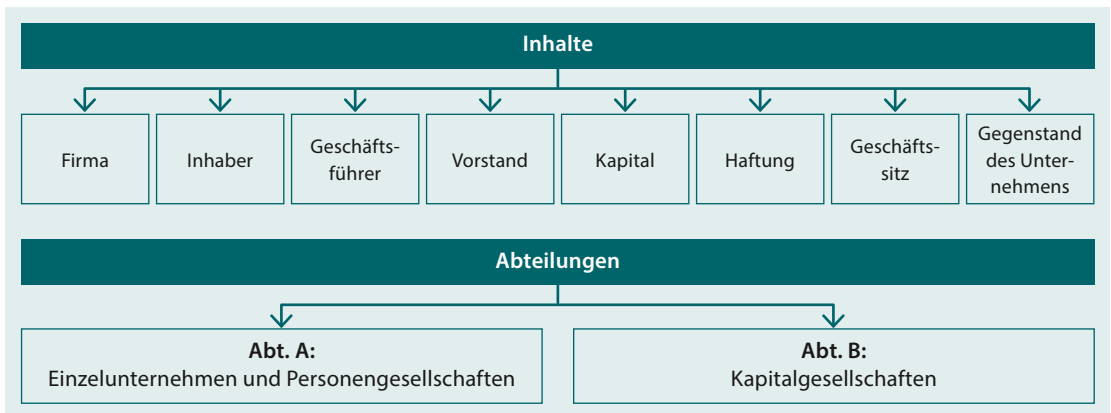 Inhalte
Firma
Inhaber
Geschäfts-
führer
Vorstand
Kapital
Haftung
Geschäfts-
sitz
Gegenstand
des Unter-
nehmens
Abteilungen
Abt. A:
Einzelunternehmen und Personengesellschaften
Abt. B:
Kapitalgesellschaften